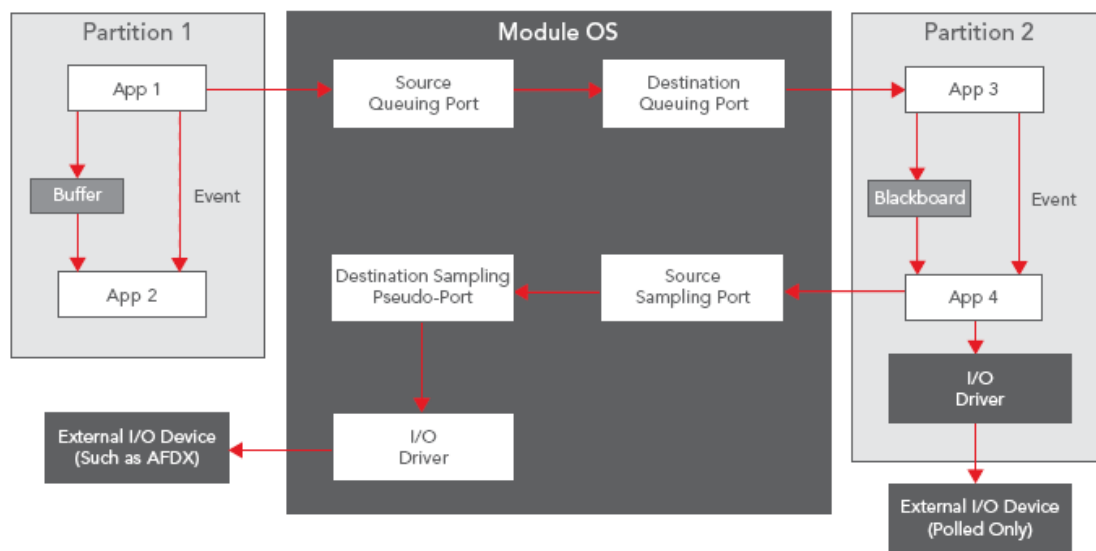 Partition 1
App 1
Buffer
Event
App 2
Module OS
Source
Queuing Port
Destination
Queuing Port
Destination Sampling
Pseudo-Port
Source
Sampling Port
I/O
Driver
Partition 2
App 3
Blackboard
Event
App 4
I/O
Driver
External I/O Device
(Such as AFDX)
External I/O Device
(Polled Only)